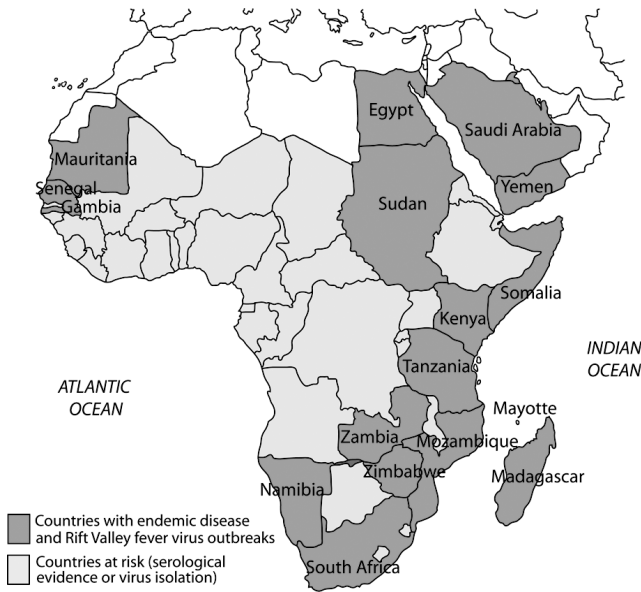 Egypt
Saudi Arabia
Mauritania
Senegal
Gambia
Sudan
Yemen
Somalia
Kenya
INDIAN
OCEAN
Tanzania
ATLANTIC
OCEAN
Mayotte
Zambia
Mozambique
Zimbabwe
Madagascar
Namibia
Countries with endemic disease
and Rift Valley fever virus outbreaks
Countries at risk (serological
evidence or virus isolation)
South Africa